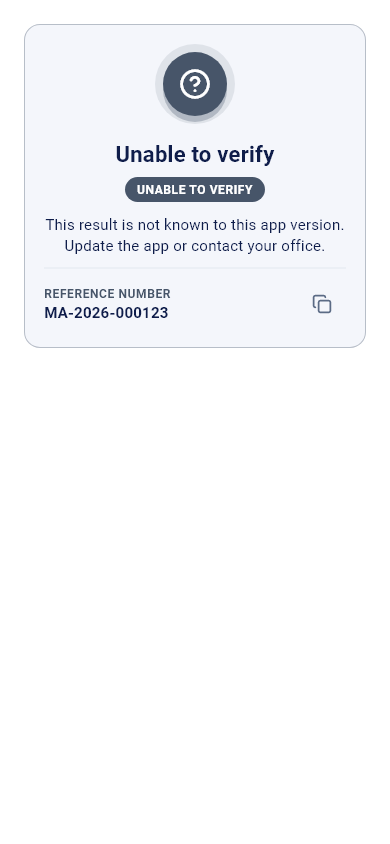 Unable to verify
UNABLE TO VERIFY
This result is not known to this app version.
Update the app or contact your office.
REFERENCE NUMBER
MA-2026-000123